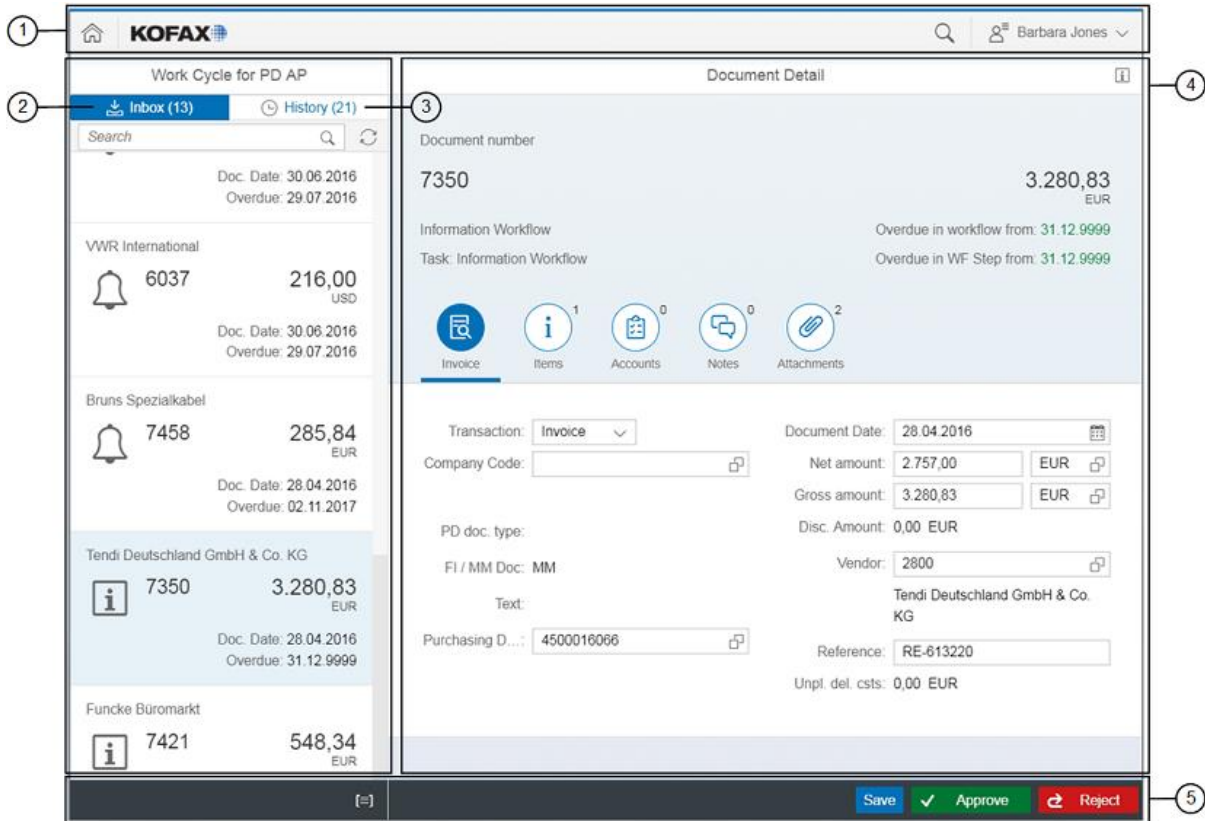 1
KOFAX
Barbara Jones
Work Cycle for PD AP
Document Detail
4
2
Inbox (13)
History (21)
3
Search
Doc. Date: 30.06.2016
Overdue: 29.07.2016
VWR International
6037
216,00
USD
Doc. Date: 30.06.2016
Overdue: 29.07.2016
Bruns Spezialkabel
7458
285,84
EUR
Doc. Date: 28.04.2016
Overdue: 02.11.2017
Tendi Deutschland GmbH & Co. KG
7350
3.280,83
EUR
Doc. Date: 28.04.2016
Overdue: 31.12.9999
Funcke Büromarkt
7421
548,34
EUR
Document number
7350
3.280,83
EUR
Information Workflow
Overdue in workflow from: 31.12.9999
Task: Information Workflow
Overdue in WF Step from: 31.12.9999
1
0
0
2
Invoice
Items
Accounts
Notes
Attachments
Transaction: Invoice
Company Code:
PD doc. type:
FI / MM Doc: MM
Text:
Purchasing D...: 4500016066
Document Date: 28.04.2016
Net amount: 2.757,00 EUR
Gross amount: 3.280,83 EUR
Disc. Amount: 0,00 EUR
Vendor: 2800
Tendi Deutschland GmbH & Co.
KG
Reference: RE-613220
Unpl. del. csts: 0,00 EUR
[=]
Save
Approve
Reject
5